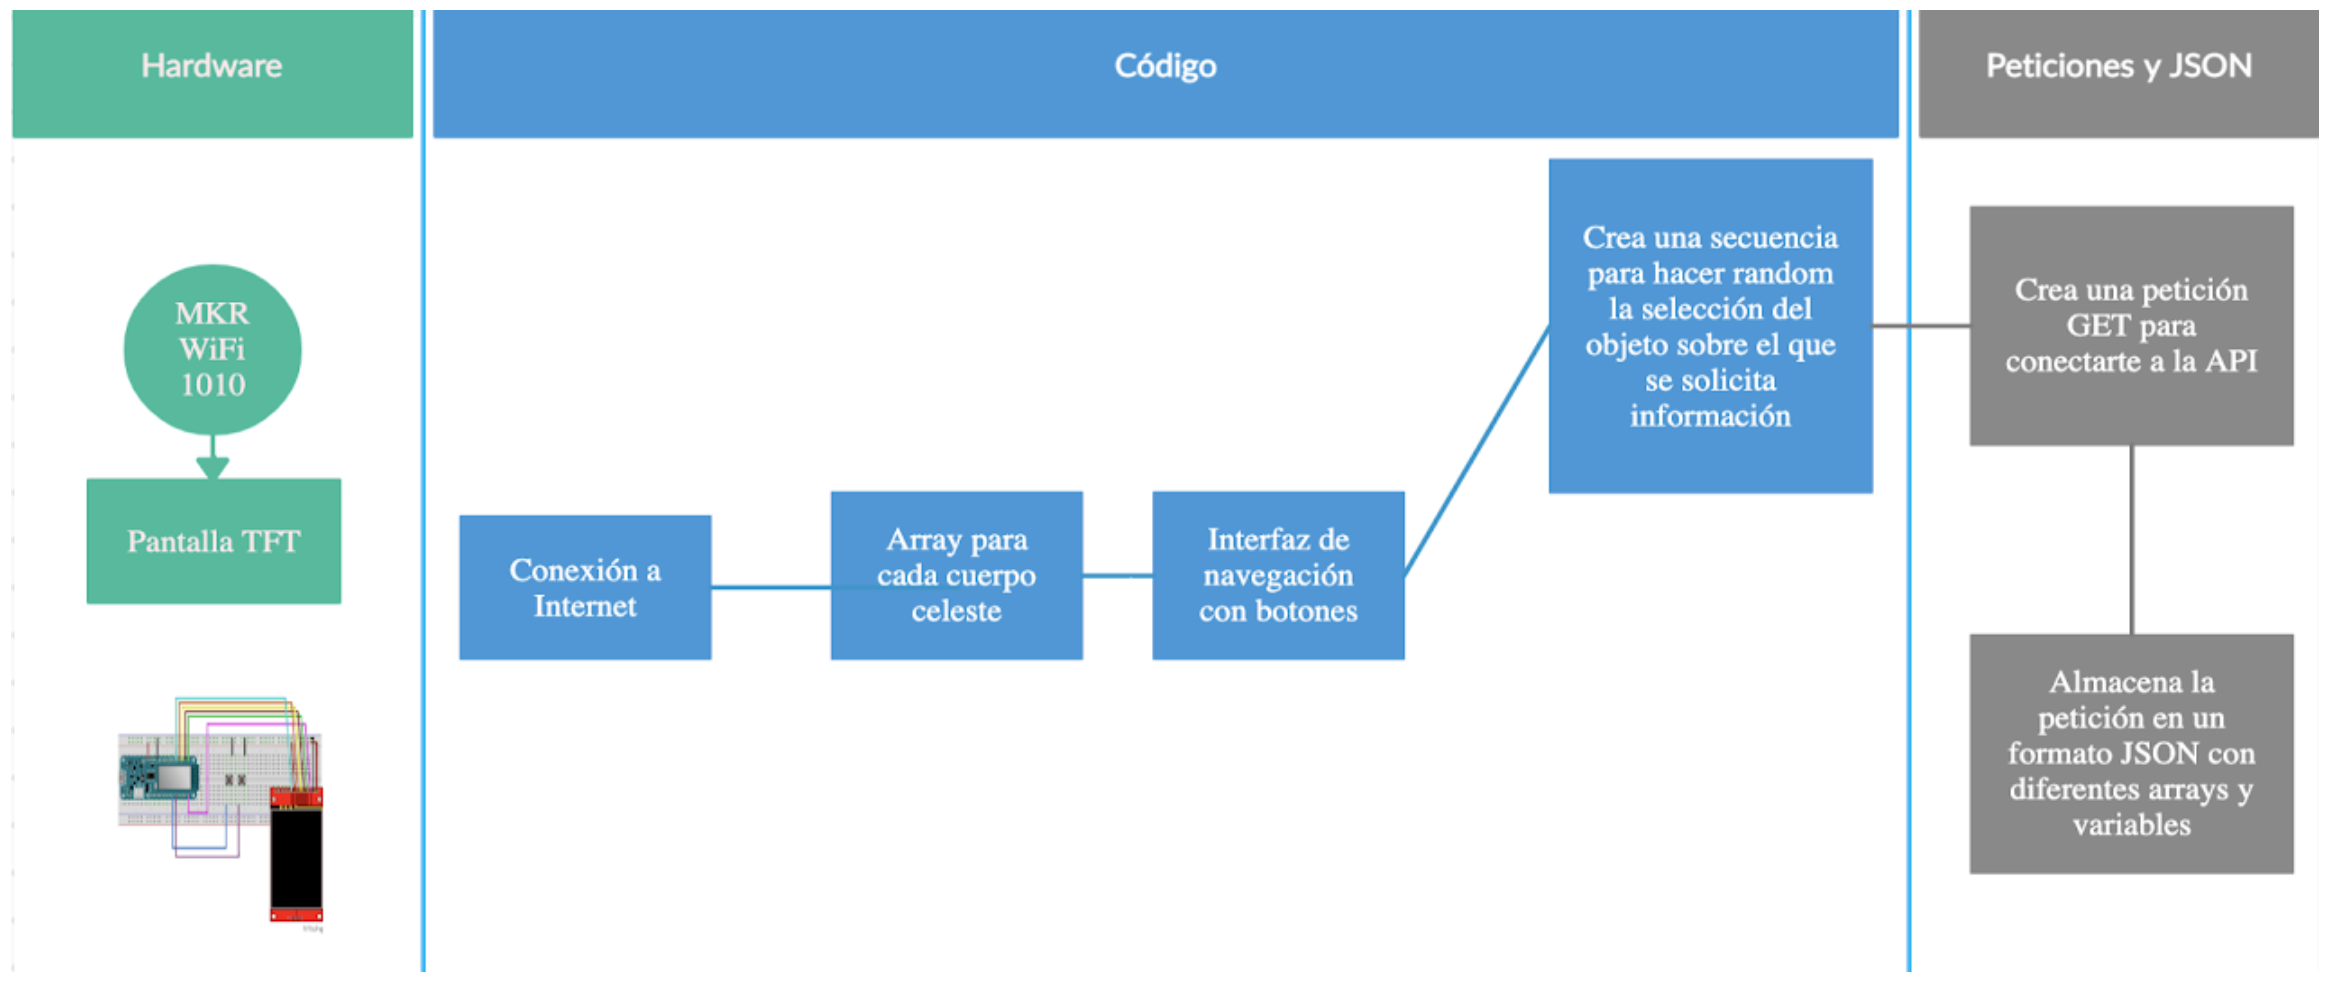 Hardware
Código
Peticiones y JSON
MKR
WiFi
1010
Pantalla TFT
Conexión a
Internet
Array para
cada cuerpo
celeste
Interfaz de
navegación
con botones
Crea una secuencia
para hacer random
la selección del
objeto sobre el que
se solicita
información
Crea una petición
GET para
conectarte a la API
Almacena la
petición en un
formato JSON con
diferentes arrays y
variables